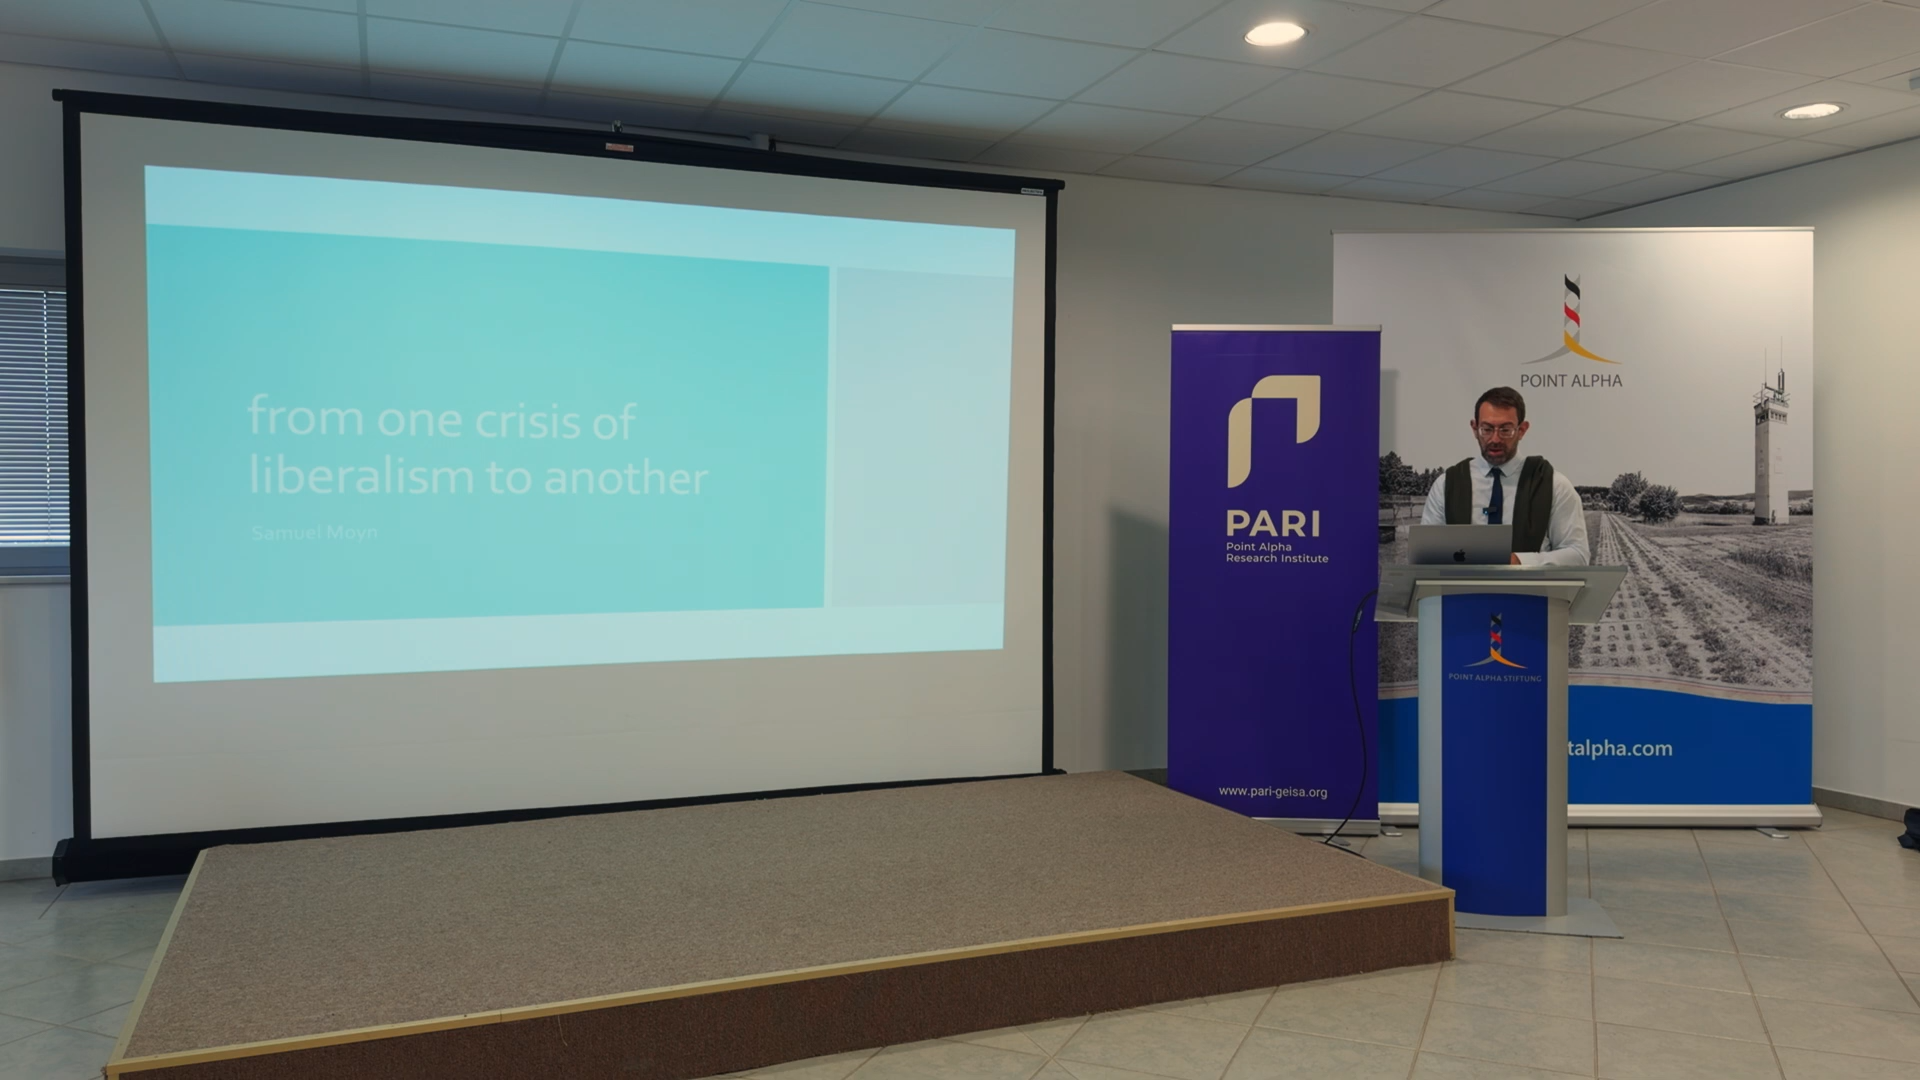 from one crisis of
liberalism to another
Samuel Moyn
PARI
Point Alpha
Research Institute
www.pari-geisa.org
POINT ALPHA
POINT ALPHA STIFTUNG
talpha.com